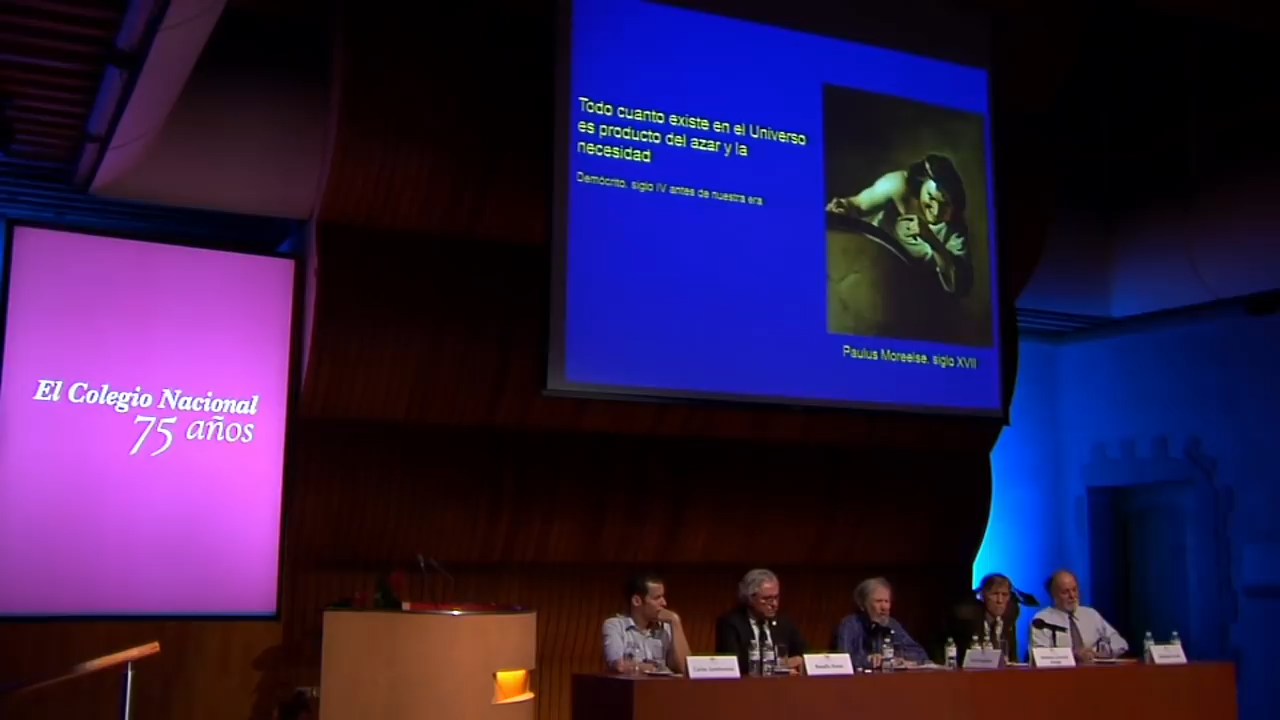 Todo cuanto existe en el Universo
es producto del azar y la
necesidad
Demócrito, siglo IV antes de nuestra era
Paulus Moreelse, siglo XVII
El Colegio Nacional
75 años